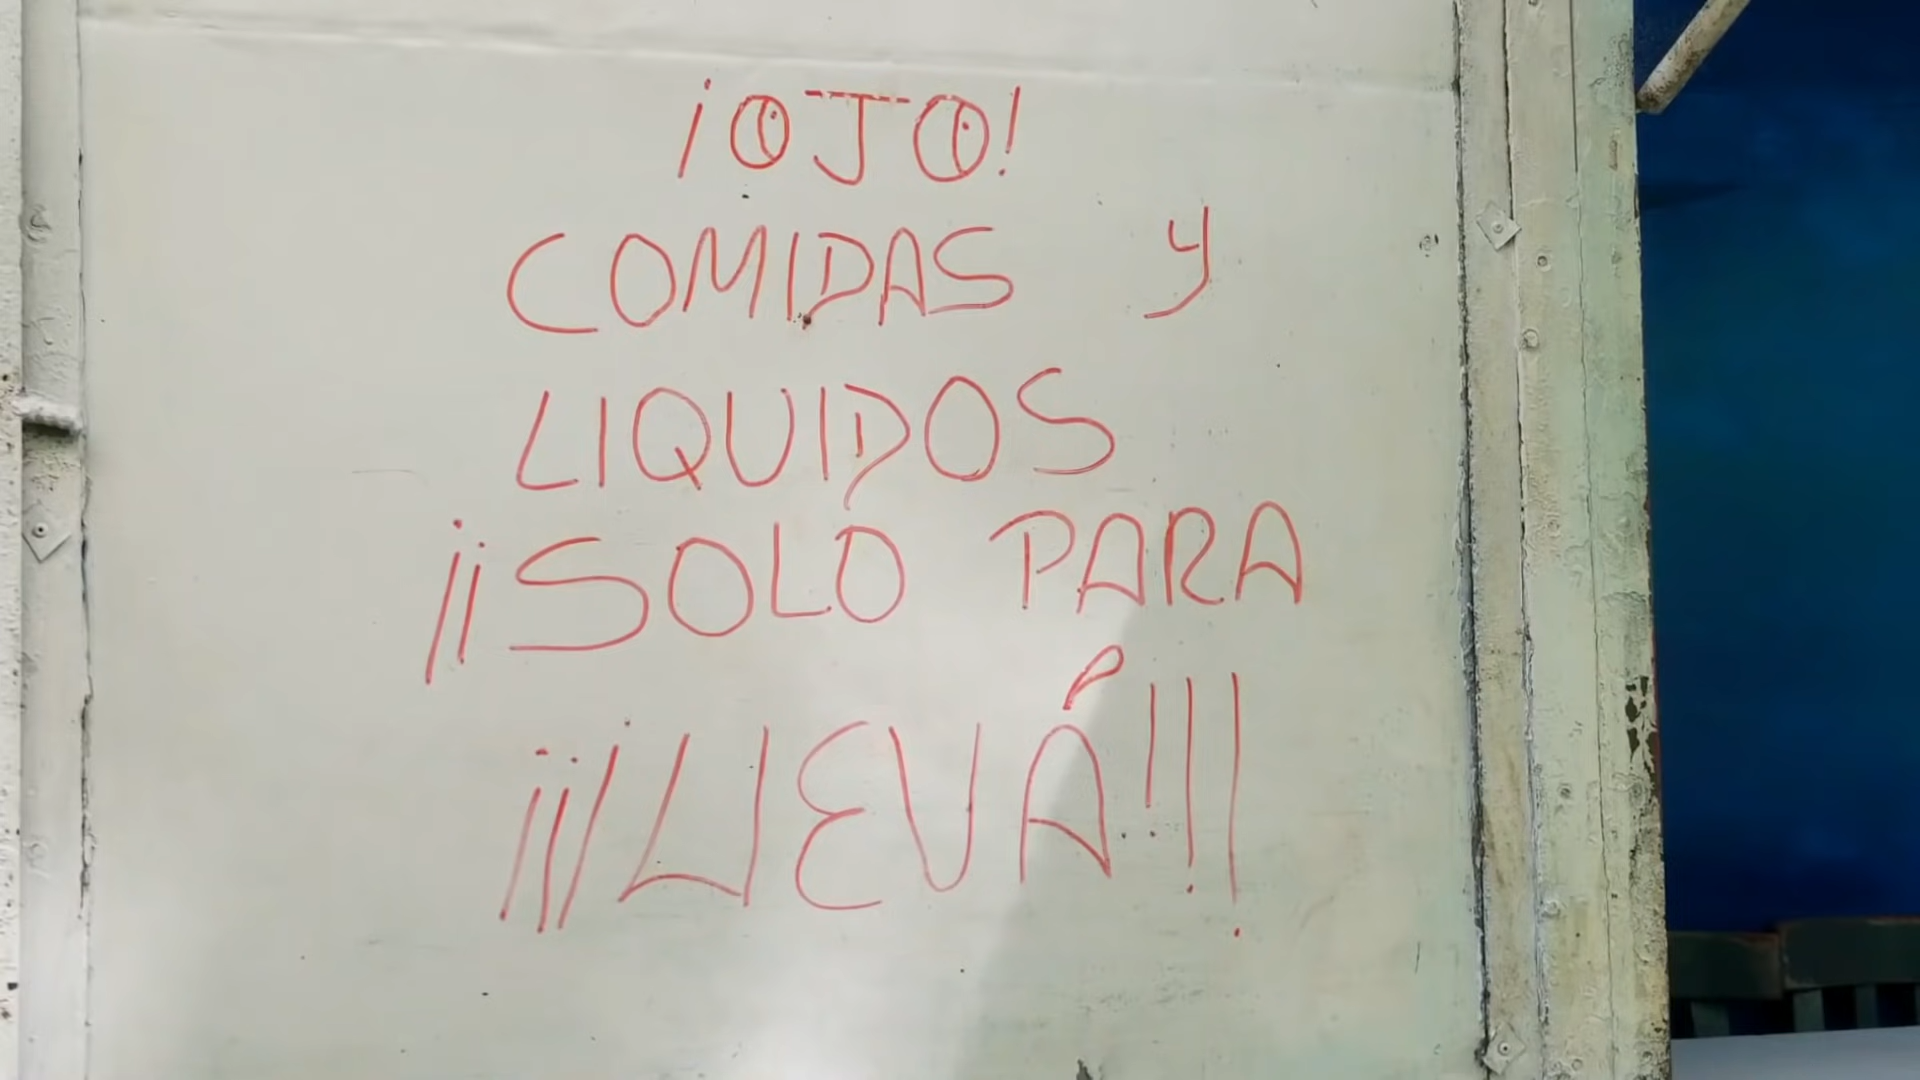 ¡OJO!
COMIDAS Y
LIQUIDOS
¡¡SOLO PARA
¡¡¡LLEVÁ!!!